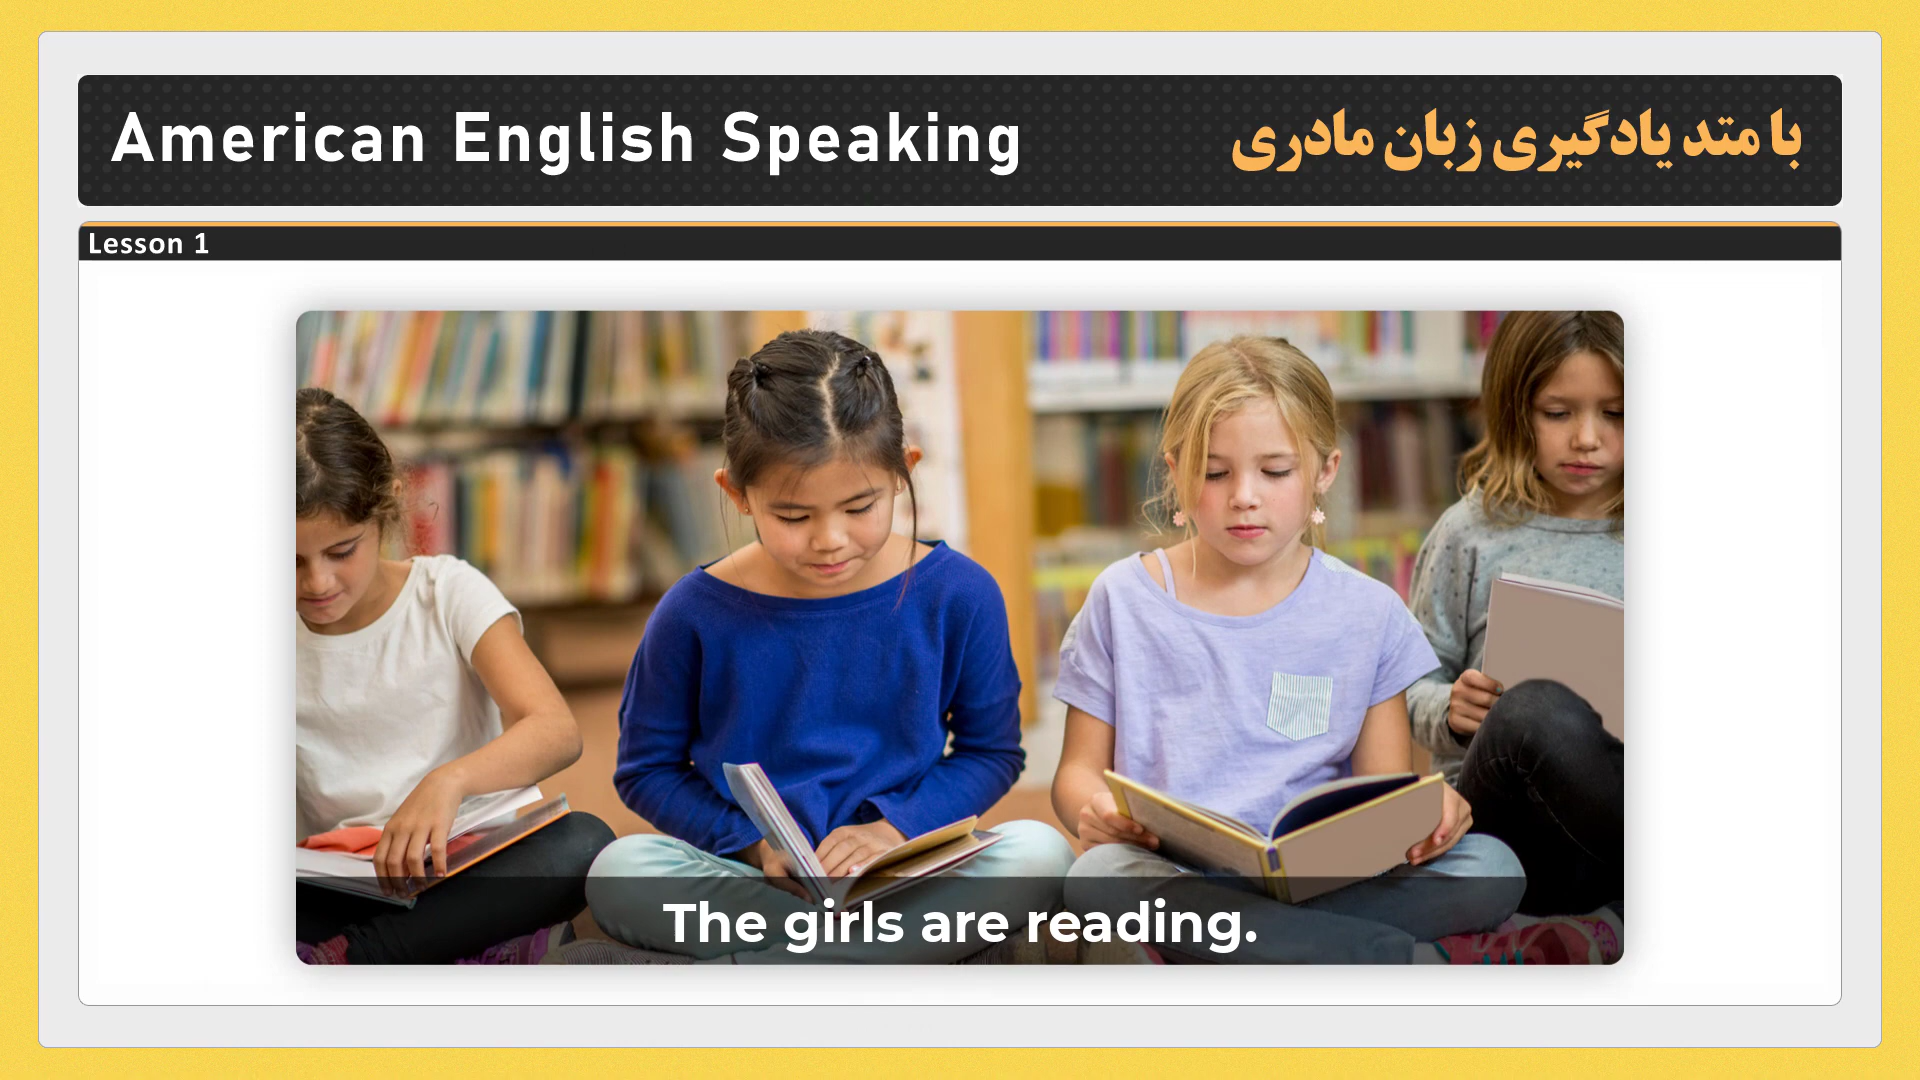 American English Speaking
با متد یادگیری زبان مادری
Lesson 1
The girls are reading.